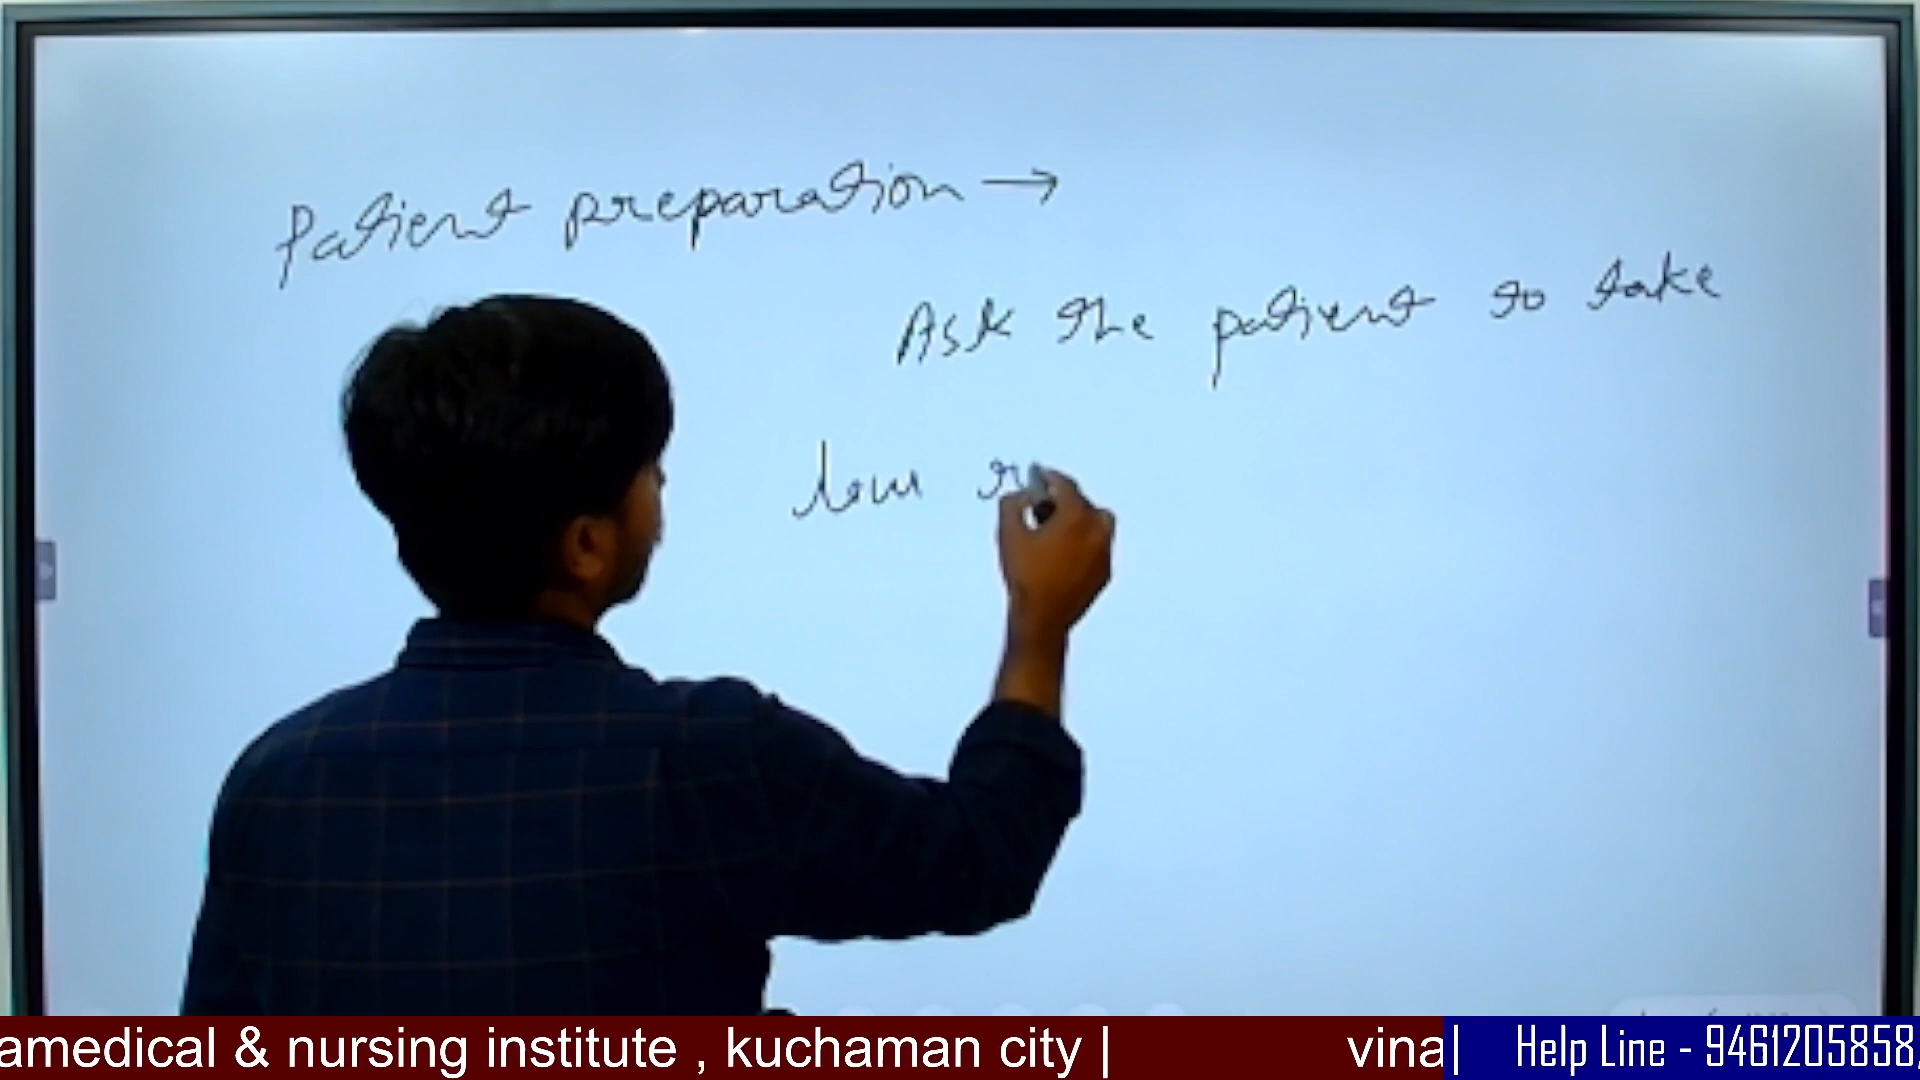 Patient preparation →
Ask the patient to take
low
amedical & nursing institute , kuchaman city | vina| Help Line - 9461205858,